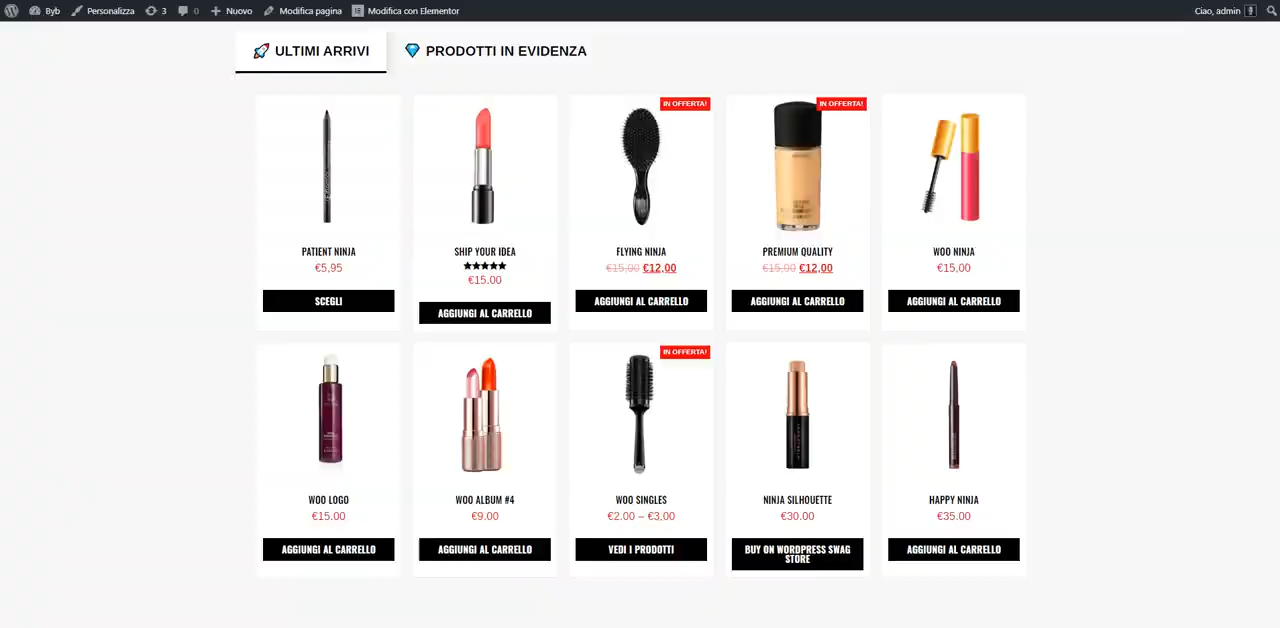 Byb Personalizza 3 0 Nuovo Modifica pagina Modifica con Elementor Ciao, admin
ULTIMI ARRIVI PRODOTTI IN EVIDENZA
IN OFFERTA! IN OFFERTA!
PATIENT NINJA SHIP YOUR IDEA FLYING NINJA PREMIUM QUALITY WOO NINJA
€5,95 €15.00 €15,00 €12,00 €15,00 €12,00 €15,00
SCEGLI AGGIUNGI AL CARRELLO AGGIUNGI AL CARRELLO AGGIUNGI AL CARRELLO AGGIUNGI AL CARRELLO
IN OFFERTA!
WOO LOGO WOO ALBUM #4 WOO SINGLES NINJA SILHOUETTE HAPPY NINJA
€15.00 €9.00 €2.00 – €3,00 €30.00 €35.00
AGGIUNGI AL CARRELLO AGGIUNGI AL CARRELLO VEDI I PRODOTTI BUY ON WORDPRESS SWAG AGGIUNGI AL CARRELLO
STORE